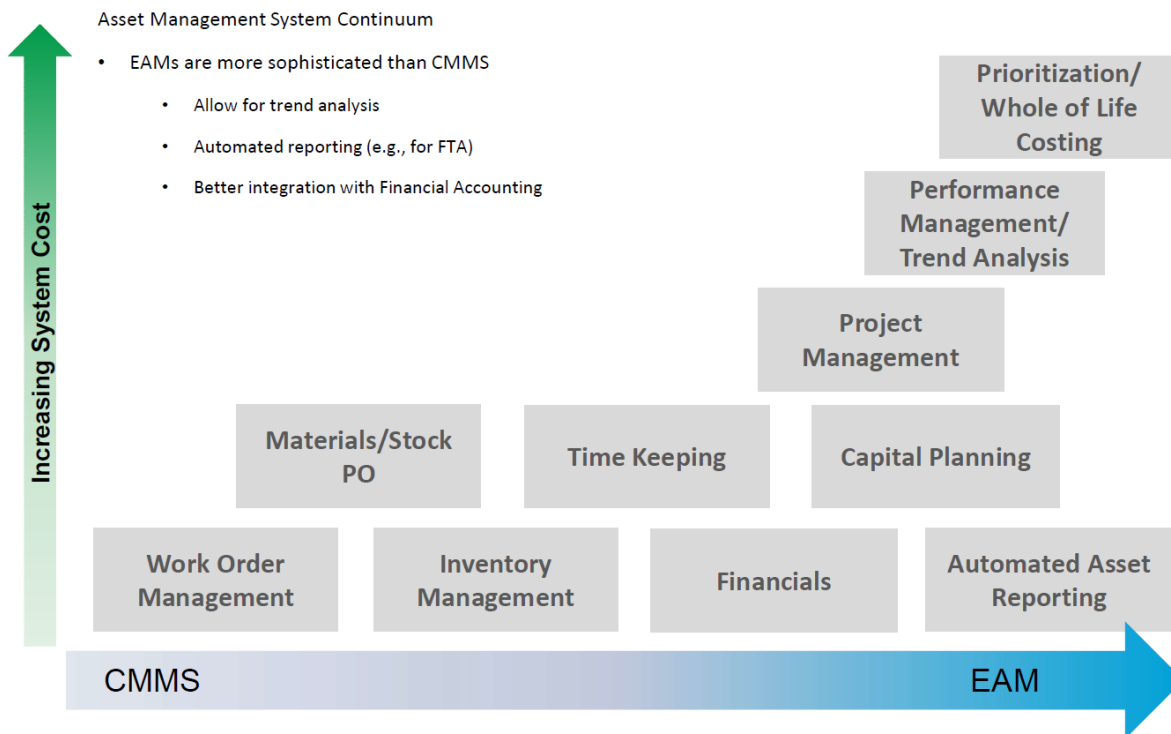 Asset Management System Continuum
• EAMs are more sophisticated than CMMS
• Allow for trend analysis
• Automated reporting (e.g., for FTA)
• Better integration with Financial Accounting
Increasing System Cost
Prioritization/
Whole of Life
Costing
Performance
Management/
Trend Analysis
Project
Management
Materials/Stock
PO
Time Keeping
Capital Planning
Work Order
Management
Inventory
Management
Financials
Automated Asset
Reporting
CMMS
EAM